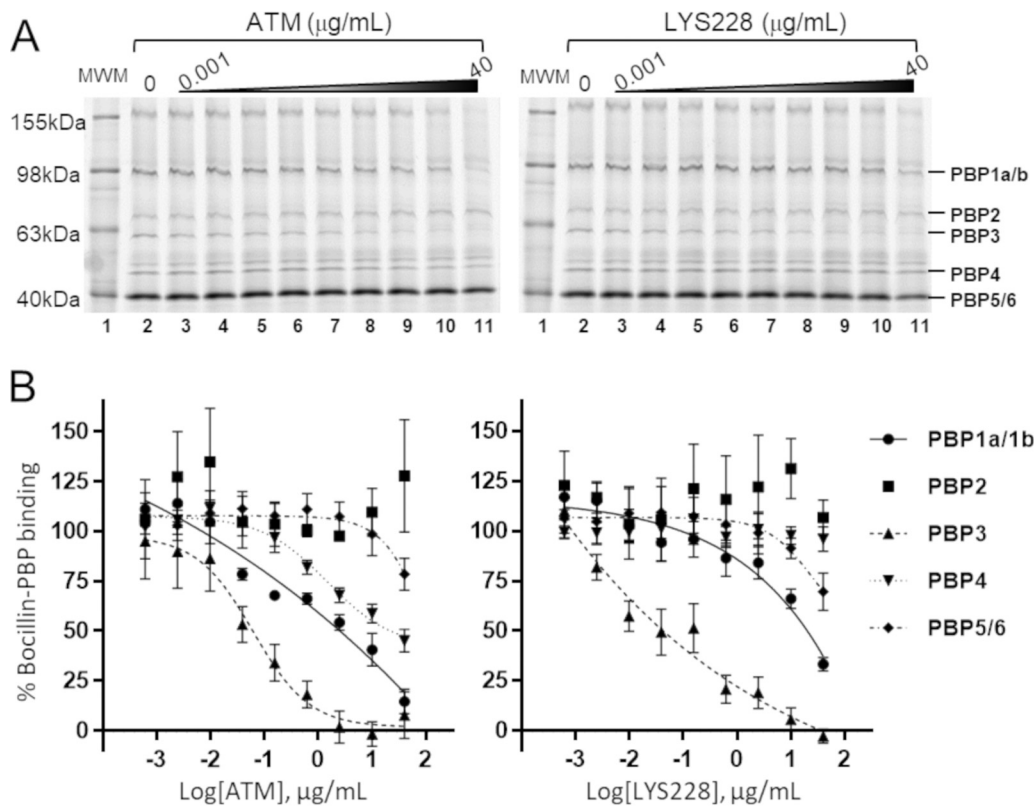 A
ATM (µg/mL)
LYS228 (µg/mL)
MWM 0 0.001 40
MWM 0 0.001 40
155kDa
98kDa
63kDa
40kDa
PBP1a/b
PBP2
PBP3
PBP4
PBP5/6
1 2 3 4 5 6 7 8 9 10 11
1 2 3 4 5 6 7 8 9 10 11
B
% Bocillin-PBP binding
150
125
100
75
50
25
0
-3 -2 -1 0 1 2
Log[ATM], µg/mL
150
125
100
75
50
25
0
-3 -2 -1 0 1 2
Log[LYS228], µg/mL
PBP1a/1b
PBP2
PBP3
PBP4
PBP5/6